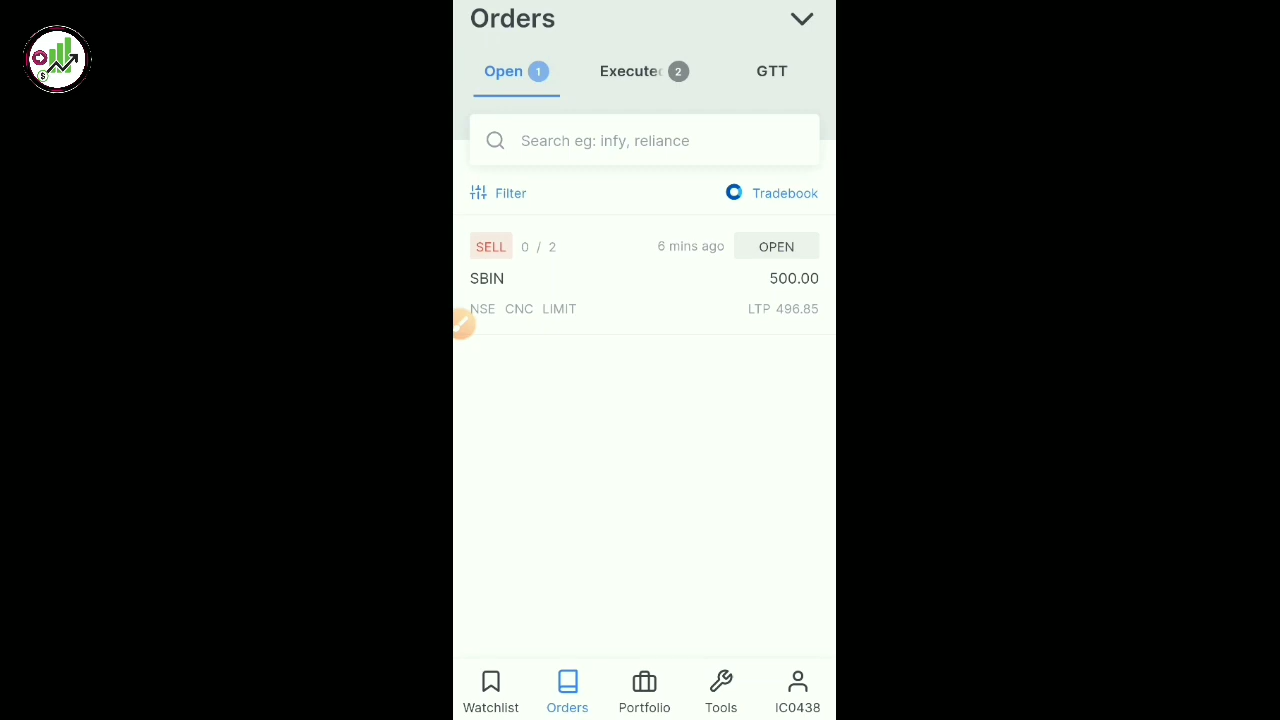 Orders
Open 1 Execute 2 GTT
Search eg: infy, reliance
Filter Tradebook
SELL 0 / 2 6 mins ago OPEN
SBIN 500.00
NSE CNC LIMIT LTP 496.85
Watchlist Orders Portfolio Tools IC0438